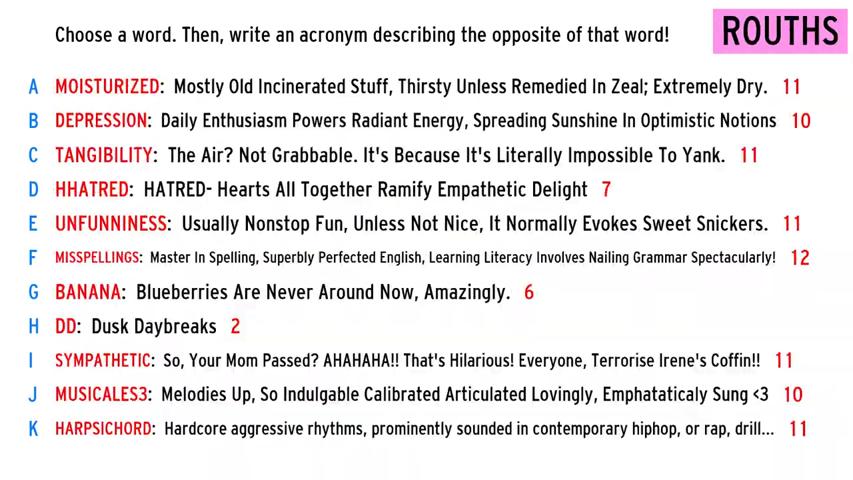 Choose a word. Then, write an acronym describing the opposite of that word!
ROUTHS
A MOISTURIZED: Mostly Old Incinerated Stuff, Thirsty Unless Remedied In Zeal; Extremely Dry. 11
B DEPRESSION: Daily Enthusiasm Powers Radiant Energy, Spreading Sunshine In Optimistic Notions 10
C TANGIBILITY: The Air? Not Grabbable. It's Because It's Literally Impossible To Yank. 11
D HHATRED: HATRED- Hearts All Together Ramify Empathetic Delight 7
E UNFUNNINESS: Usually Nonstop Fun, Unless Not Nice, It Normally Evokes Sweet Snickers. 11
F MISSPELLINGS: Master In Spelling, Superbly Perfected English, Learning Literacy Involves Nailing Grammar Spectacularly! 12
G BANANA: Blueberries Are Never Around Now, Amazingly. 6
H DD: Dusk Daybreaks 2
I SYMPATHETIC: So, Your Mom Passed? AHAHAHA!! That's Hilarious! Everyone, Terrorise Irene's Coffin!! 11
J MUSICALES3: Melodies Up, So Indulgable Calibrated Articulated Lovingly, Emphataticaly Sung <3 10
K HARPSICHORD: Hardcore aggressive rhythms, prominently sounded in contemporary hiphop, or rap, drill... 11